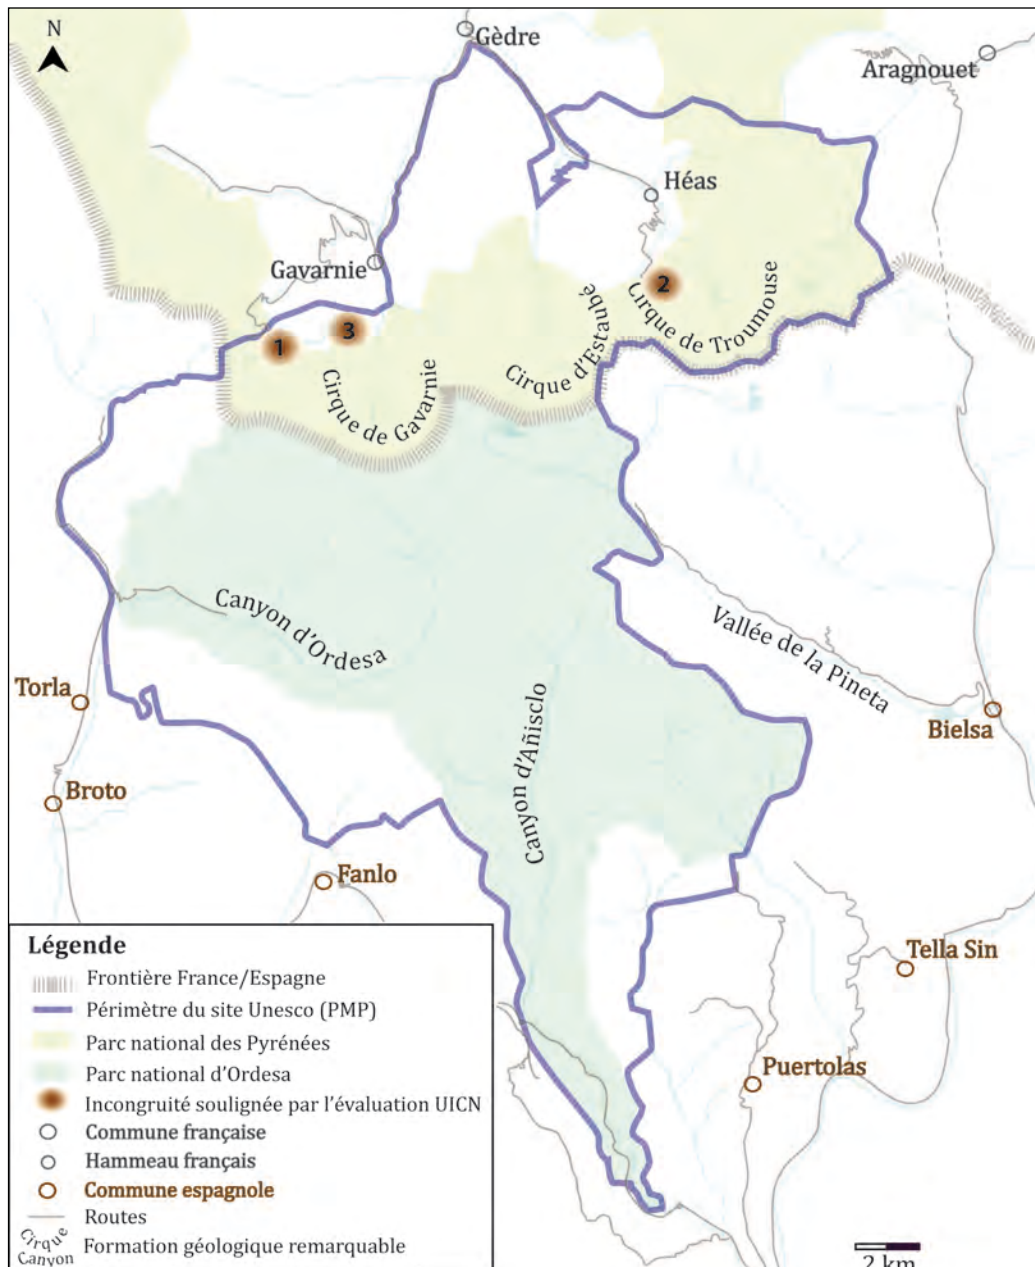 N
Gèdre
Aragnouet
Héas
Gavarnie
1
3
2
Cirque de Gavarnie
Cirque d'Estaubé
Cirque de Troumouse
Canyon d'Ordesa
Canyon d'Añisclo
Vallée de la Pineta
Torla
Bielsa
Broto
Fanlo
Tella Sin
Puertolas
Légende
Frontière France/Espagne
Périmètre du site Unesco (PMP)
Parc national des Pyrénées
Parc national d'Ordesa
Incongruité soulignée par l'évaluation UICN
Commune française
Hammeau français
Commune espagnole
Routes
Cirque
Canyon
Formation géologique remarquable
2 km